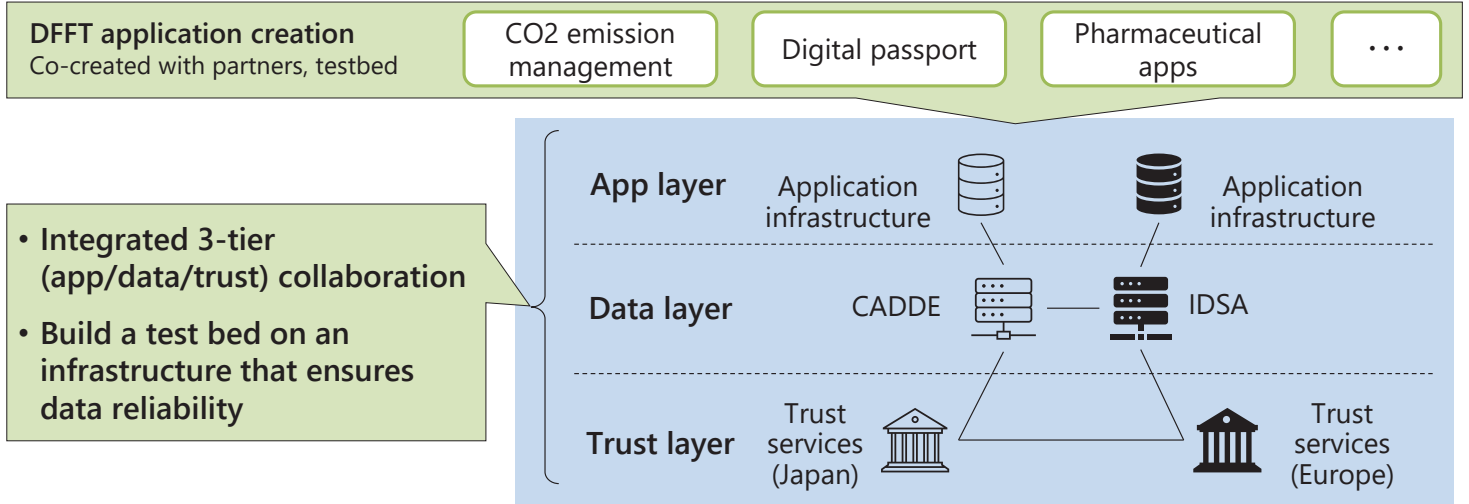 DFFT application creation
Co-created with partners, testbed
CO2 emission
management
Digital passport
Pharmaceutical
apps
...
• Integrated 3-tier
(app/data/trust) collaboration
• Build a test bed on an
infrastructure that ensures
data reliability
App layer
Application
infrastructure
Application
infrastructure
Data layer
CADDE
IDSA
Trust layer
Trust
services
(Japan)
Trust
services
(Europe)